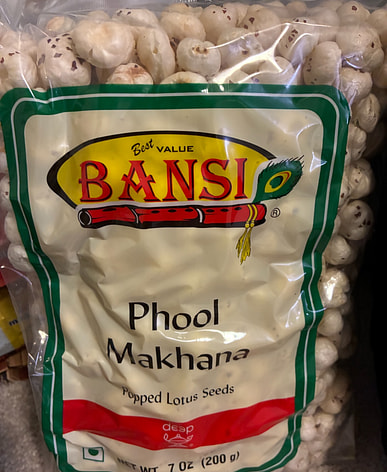 Best VALUE
BANSI
®
Phool
Makhana
Popped Lotus Seeds
deep
NET WT. 7 OZ (200 g)